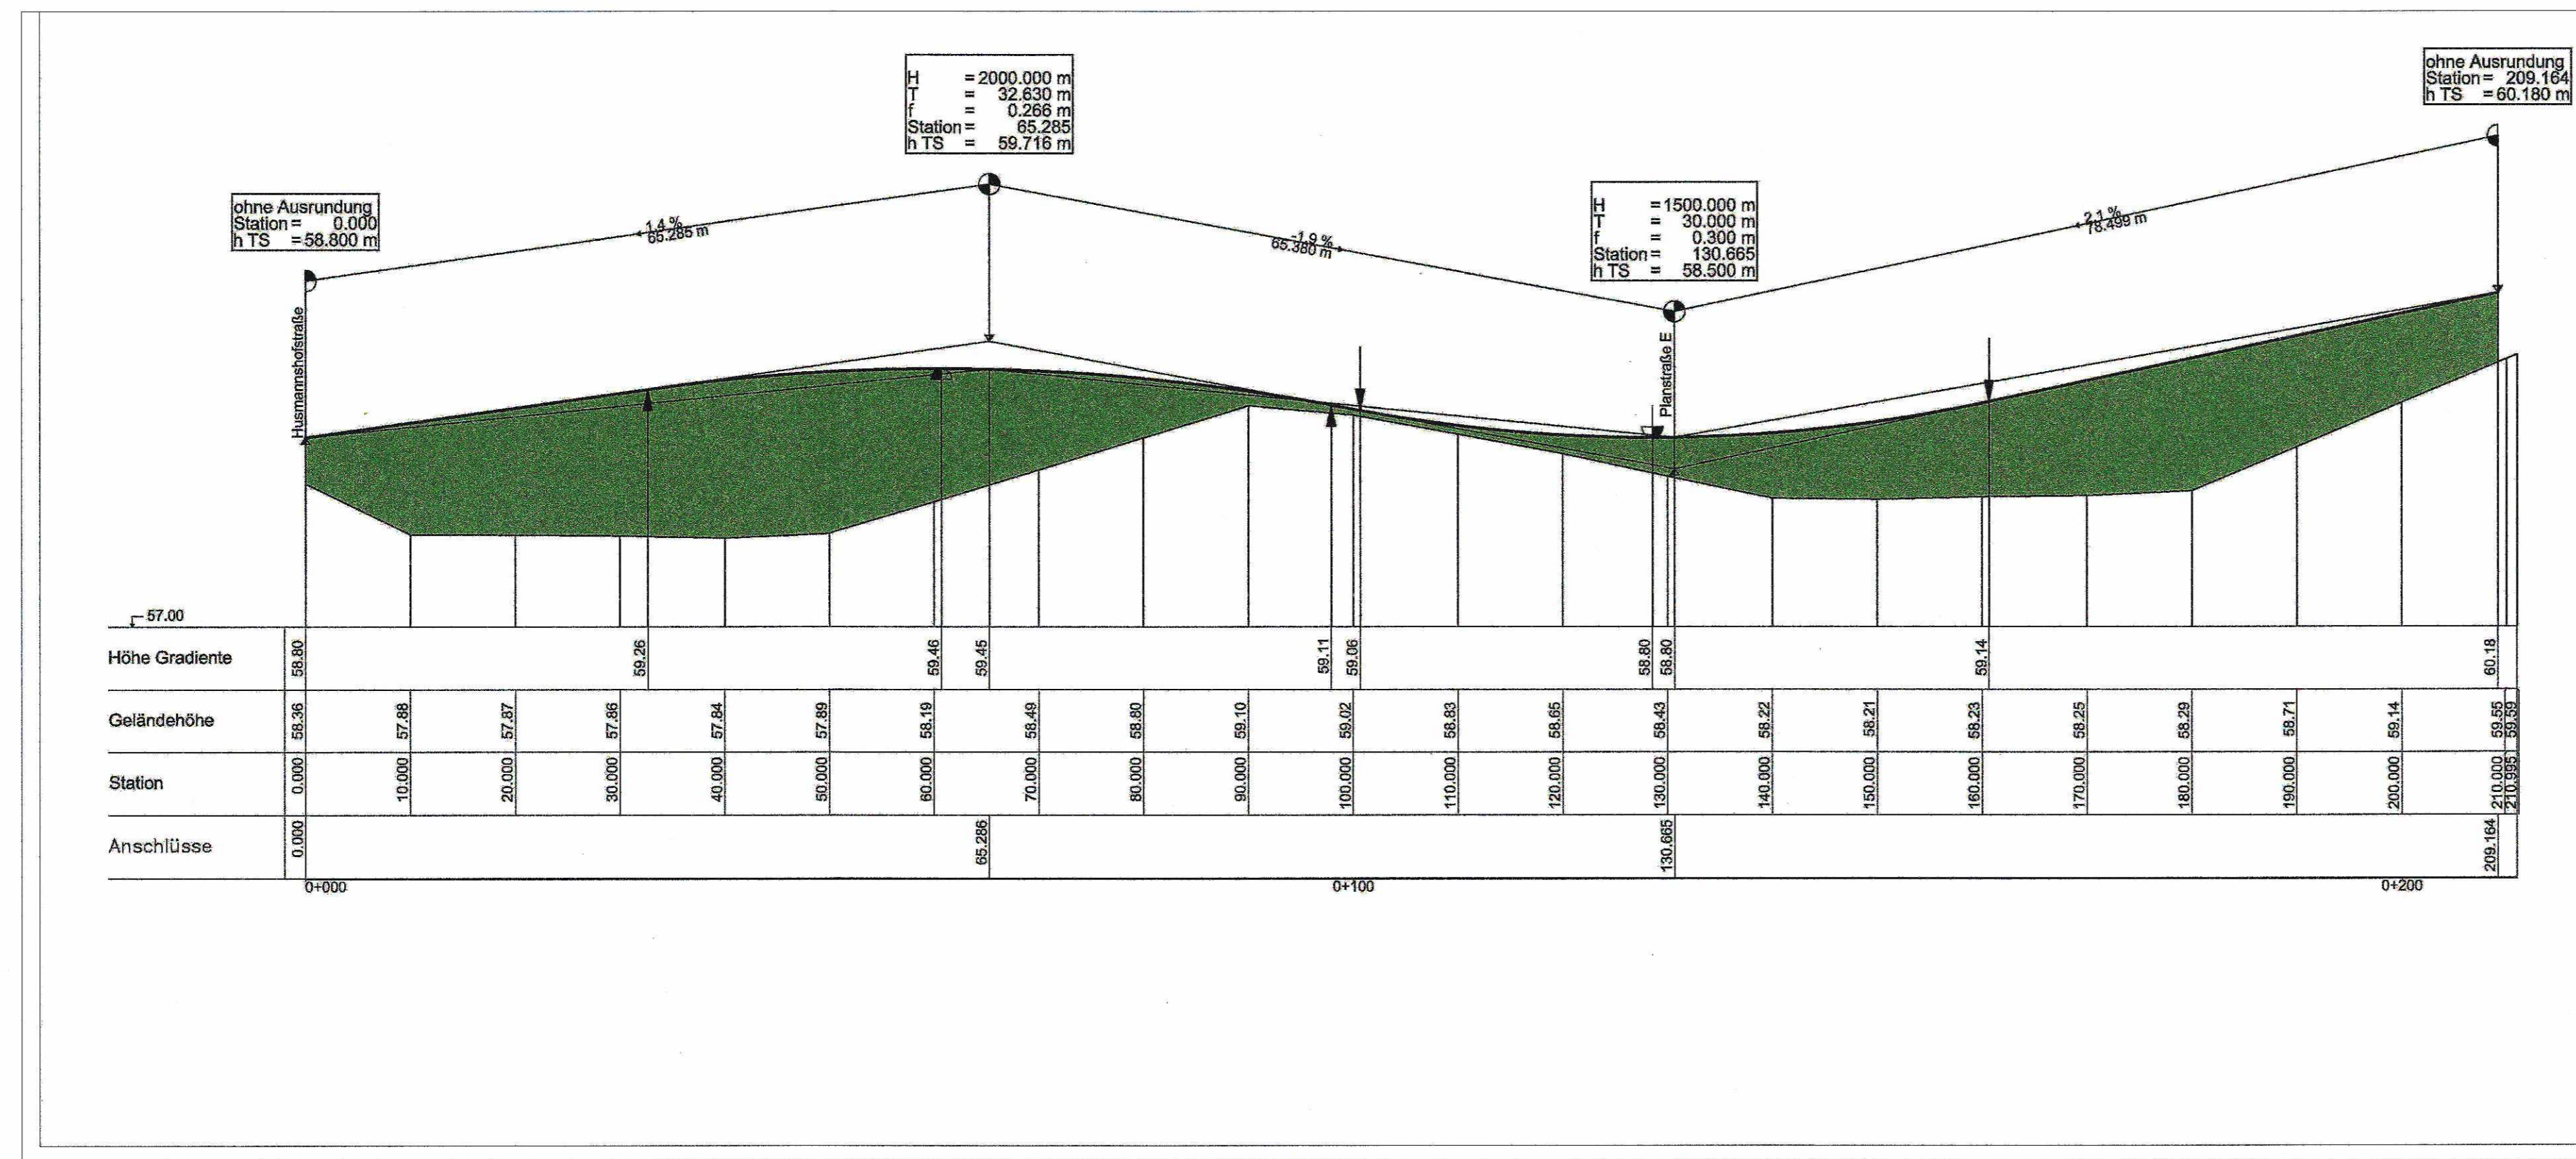 ohne Ausrundung
Station= 209.164
h TS = 60.180 m
H = 2000.000 m
T = 32.630 m
f = 0.266 m
Station= 65.285
h TS = 59.716 m
ohne Ausrundung
Station= 0.000
h TS = 58.800 m
H = 1500.000 m
T = 30.000 m
f = 0.300 m
Station= 130.665
h TS = 58.500 m
1.4 %
65.285 m
-1.9 %
65.380 m
2.1 %
78.499 m
Husmannshofstraße
Planstraße E
57.00
Höhe Gradiente 58.80 59.26 59.46 59.45 59.11 59.06 58.80 58.80 59.14 60.18
Geländehöhe 58.36 57.88 57.87 57.86 57.84 57.89 58.19 58.49 58.80 59.10 59.02 58.83 58.65 58.43 58.22 58.21 58.23 58.25 58.29 58.71 59.14 59.55 59.59
Station 0.000 10.000 20.000 30.000 40.000 50.000 60.000 70.000 80.000 90.000 100.000 110.000 120.000 130.000 140.000 150.000 160.000 170.000 180.000 190.000 200.000 210.000 210.995
Anschlüsse 0.000 65.286 130.665 209.164
0+000 0+100 0+200